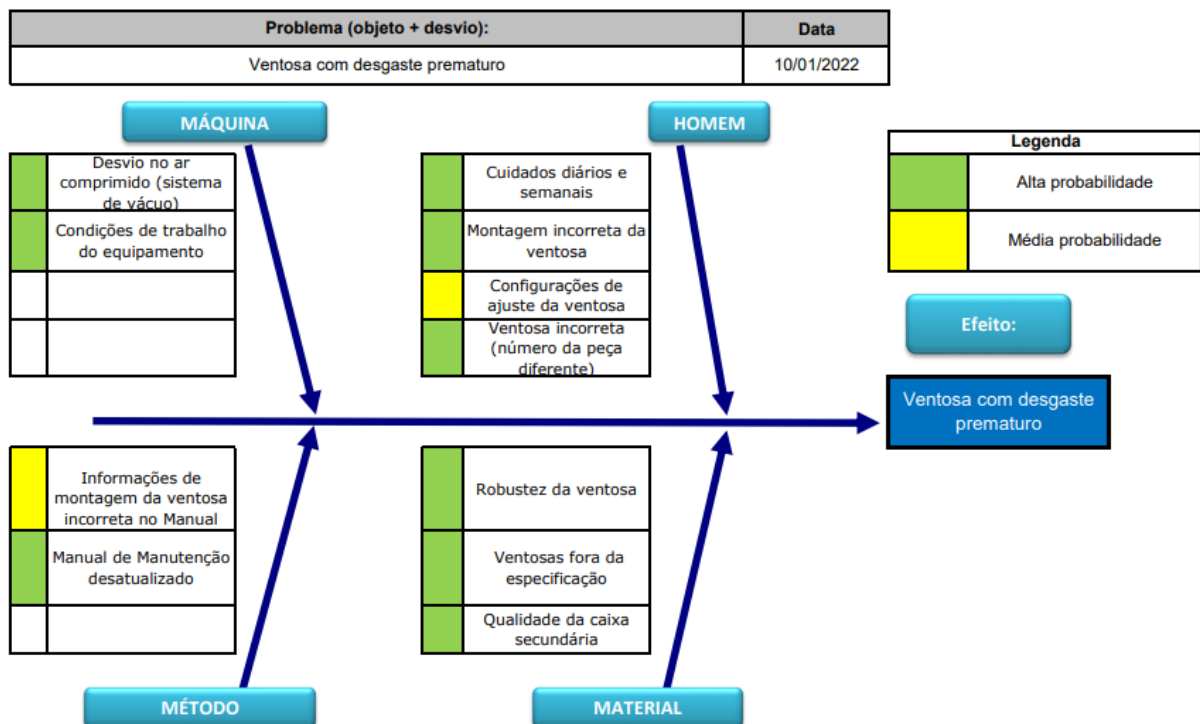 Problema (objeto + desvio):
Data
Ventosa com desgaste prematuro
10/01/2022
MÁQUINA
HOMEM
Desvio no ar
comprimido (sistema
de vácuo)
Condições de trabalho
do equipamento
Cuidados diários e
semanais
Montagem incorreta da
ventosa
Configurações de
ajuste da ventosa
Ventosa incorreta
(número da peça
diferente)
Legenda
Alta probabilidade
Média probabilidade
Efeito:
Ventosa com desgaste
prematuro
Informações de
montagem da ventosa
incorreta no Manual
Manual de Manutenção
desatualizado
Robustez da ventosa
Ventosas fora da
especificação
Qualidade da caixa
secundária
MÉTODO
MATERIAL